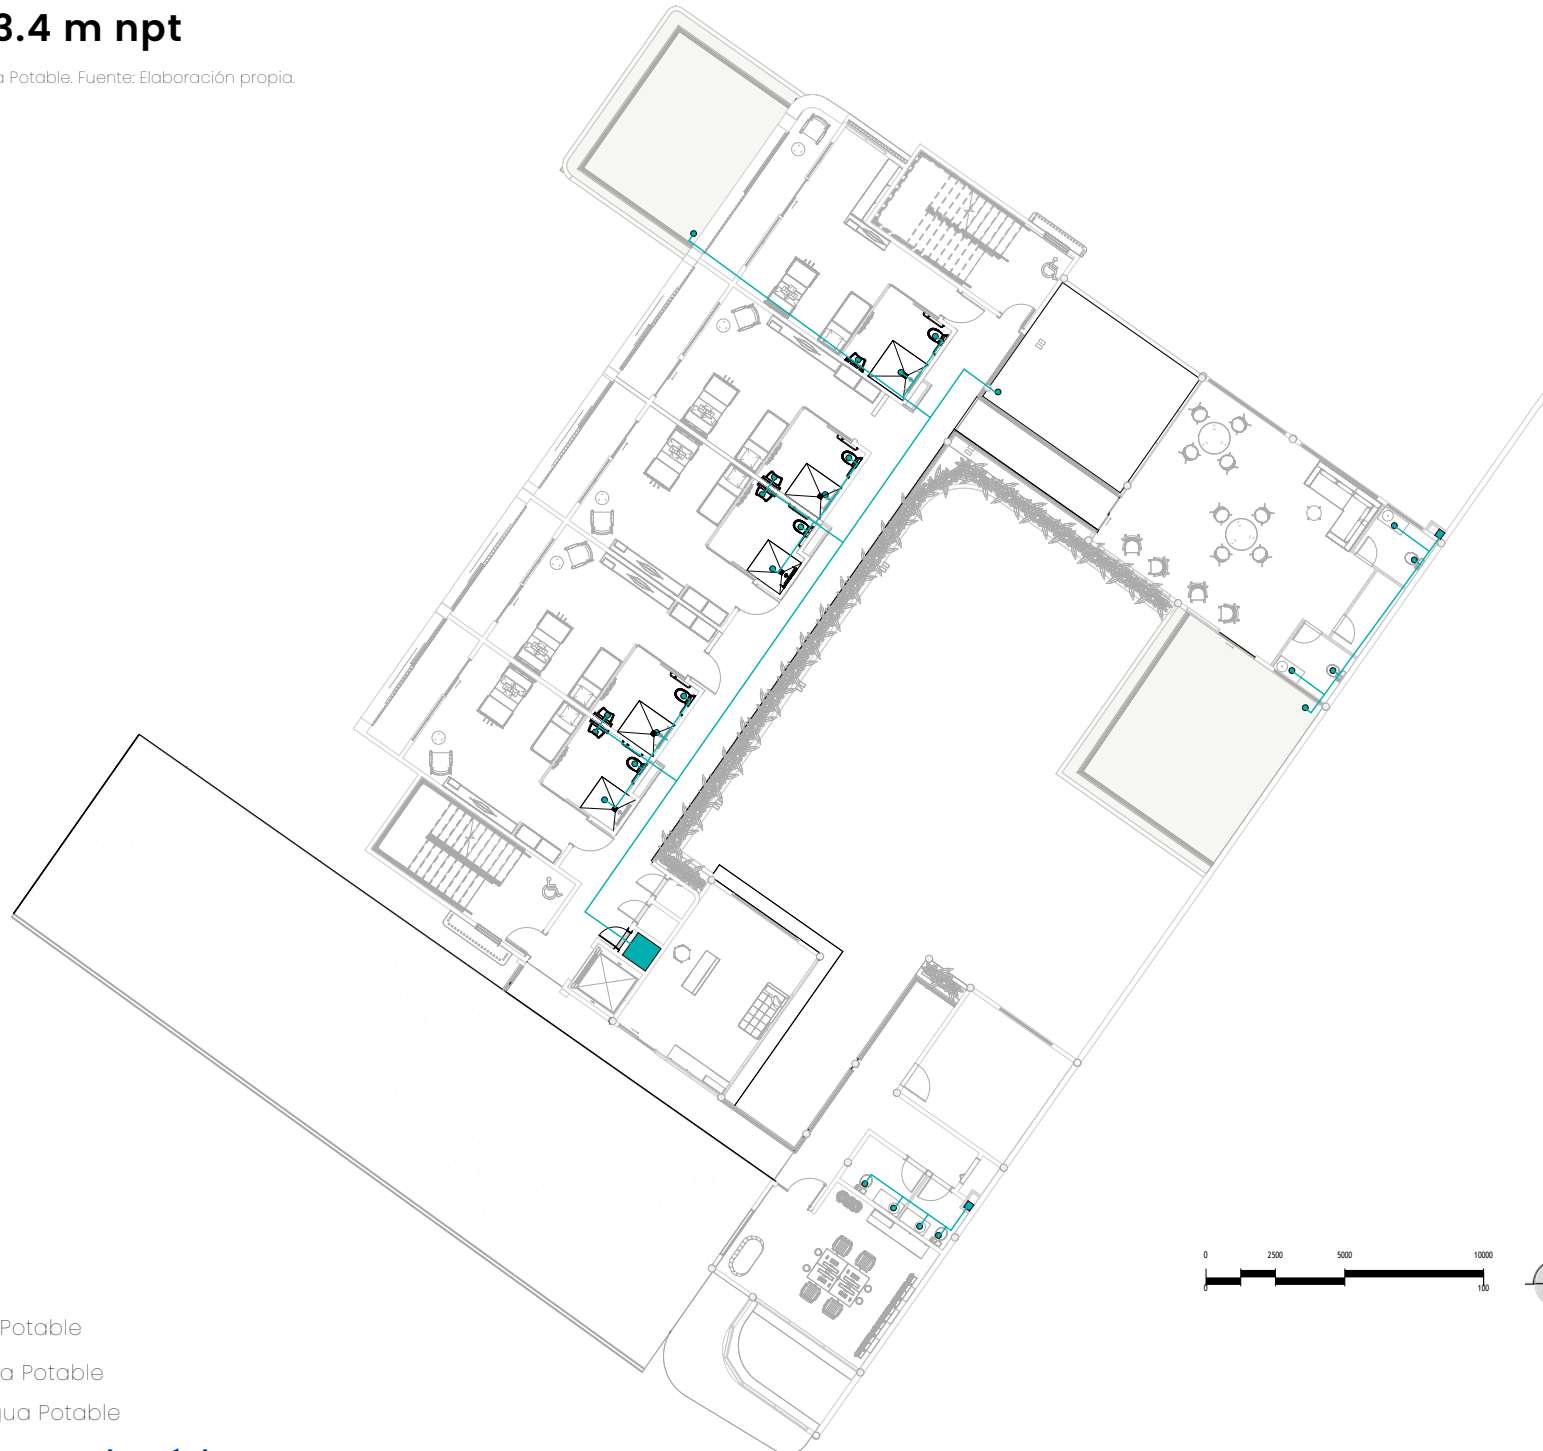 3.4 m npt
a Potable. Fuente: Elaboración propia.
0 2500 5000 10000
0 100
Potable
a Potable
gua Potable